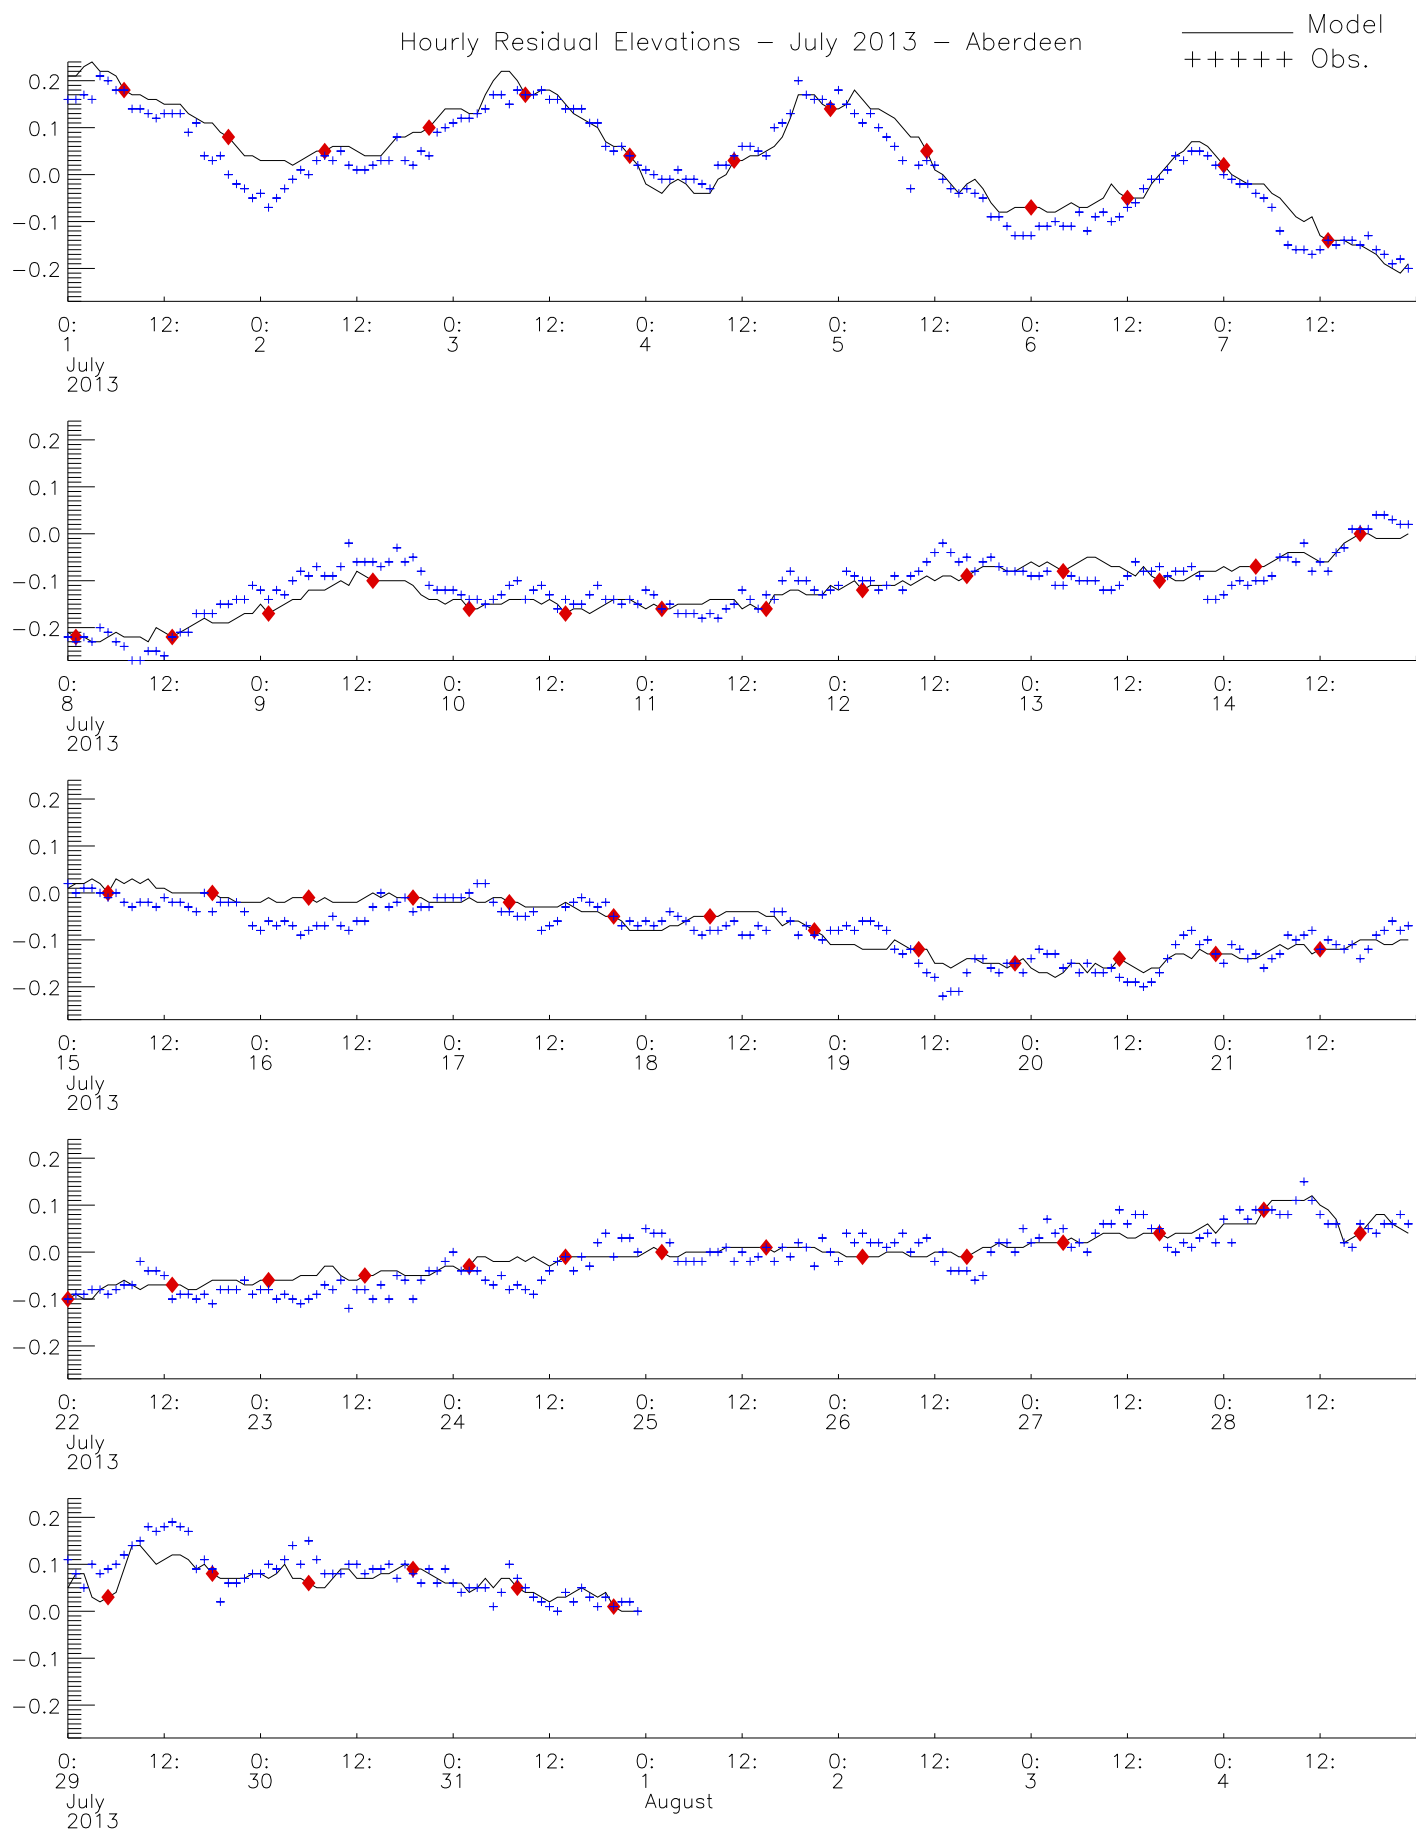 Hourly Residual Elevations − July 2013 − Aberdeen
Model
+++++ Obs.
0.2
0.1
0.0
−0.1
−0.2
0: 12: 0: 12: 0: 12: 0: 12: 0: 12: 0: 12: 0: 12:
1 2 3 4 5 6 7
July
2013
0.2
0.1
0.0
−0.1
−0.2
0: 12: 0: 12: 0: 12: 0: 12: 0: 12: 0: 12: 0: 12:
8 9 10 11 12 13 14
July
2013
0.2
0.1
0.0
−0.1
−0.2
0: 12: 0: 12: 0: 12: 0: 12: 0: 12: 0: 12: 0: 12:
15 16 17 18 19 20 21
July
2013
0.2
0.1
0.0
−0.1
−0.2
0: 12: 0: 12: 0: 12: 0: 12: 0: 12: 0: 12: 0: 12:
22 23 24 25 26 27 28
July
2013
0.2
0.1
0.0
−0.1
−0.2
0: 12: 0: 12: 0: 12: 0: 12: 0: 12: 0: 12: 0: 12:
29 30 31 1 2 3 4
July August
2013